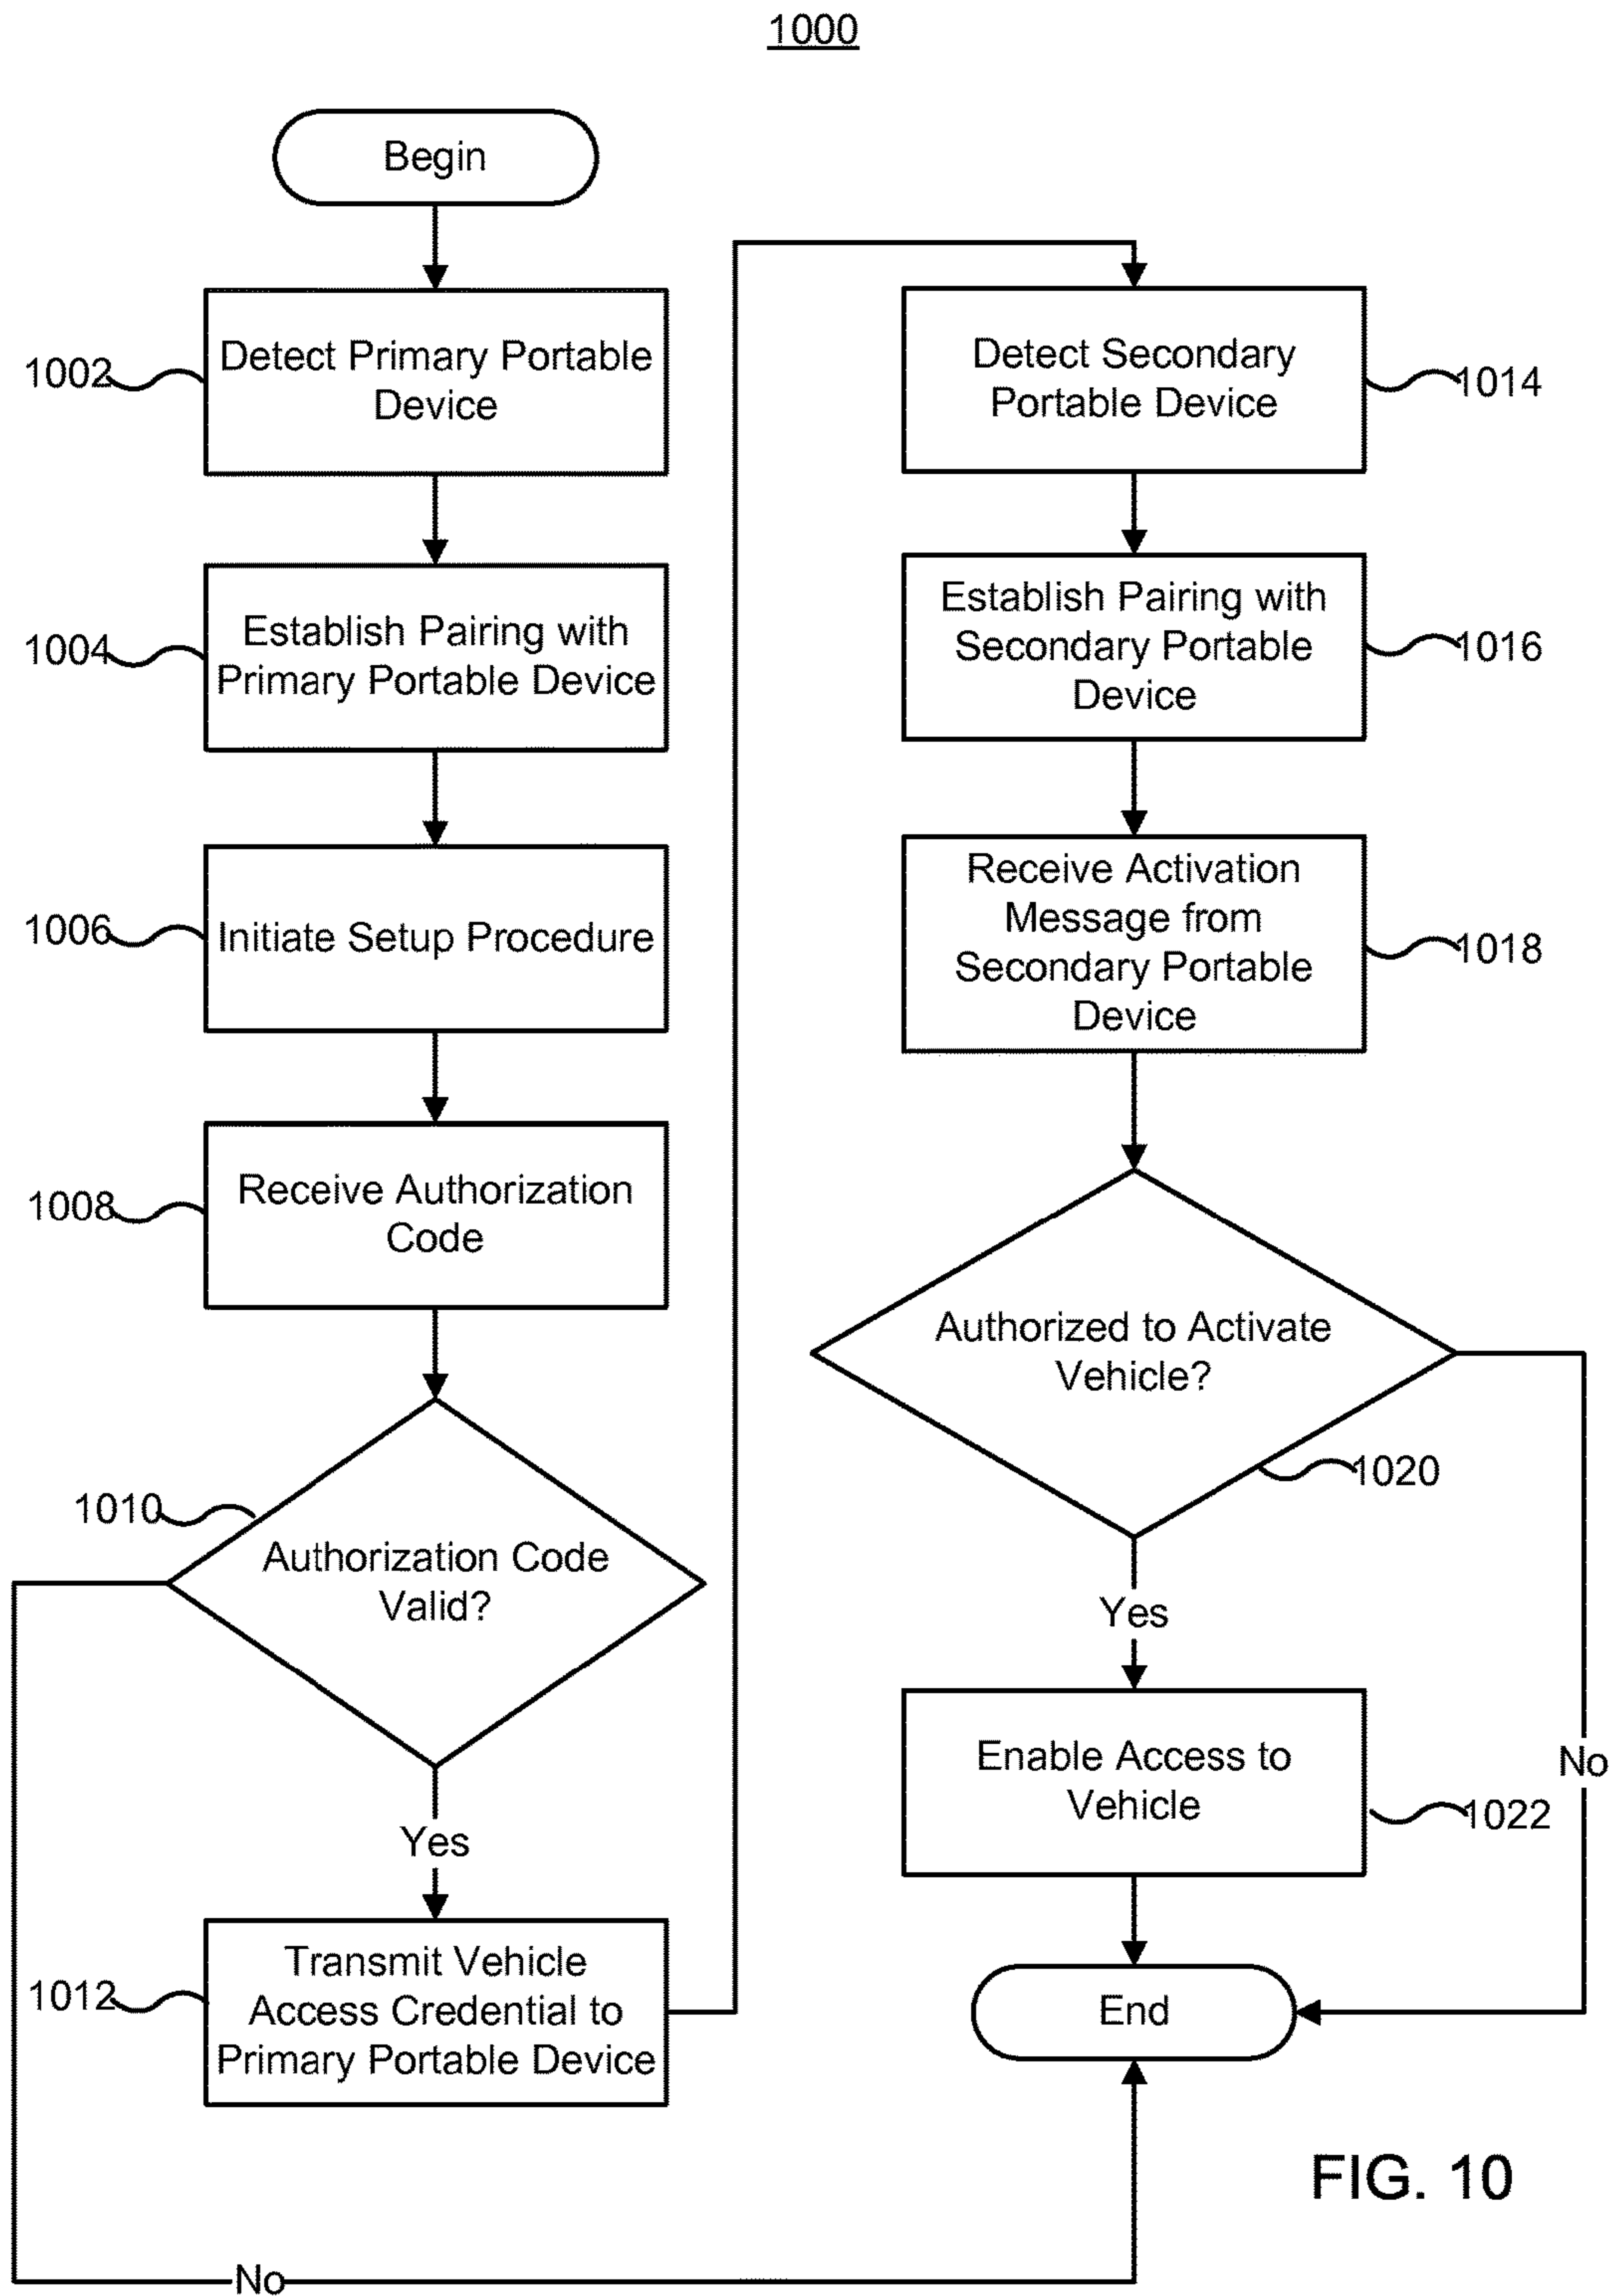 1000
Begin
1002
Detect Primary Portable
Device
1004
Establish Pairing with
Primary Portable Device
1006
Initiate Setup Procedure
1008
Receive Authorization
Code
1010
Authorization Code
Valid?
Yes
1012
Transmit Vehicle
Access Credential to
Primary Portable Device
No
Detect Secondary
Portable Device
1014
Establish Pairing with
Secondary Portable
Device
1016
Receive Activation
Message from
Secondary Portable
Device
1018
Authorized to Activate
Vehicle?
1020
Yes
Enable Access to
Vehicle
1022
No
End
FIG. 10